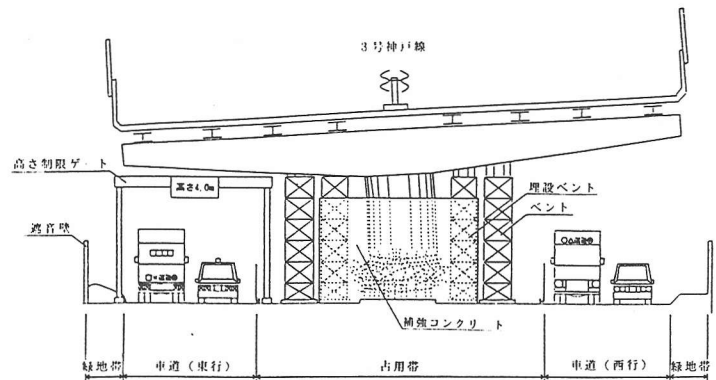 3号神戸線
高さ制限ゲート
高さ4.0m
埋設ベント
ベント
遮音壁
補強コンクリート
緑地帯
車道(東行)
占用帯
車道(西行)
緑地帯